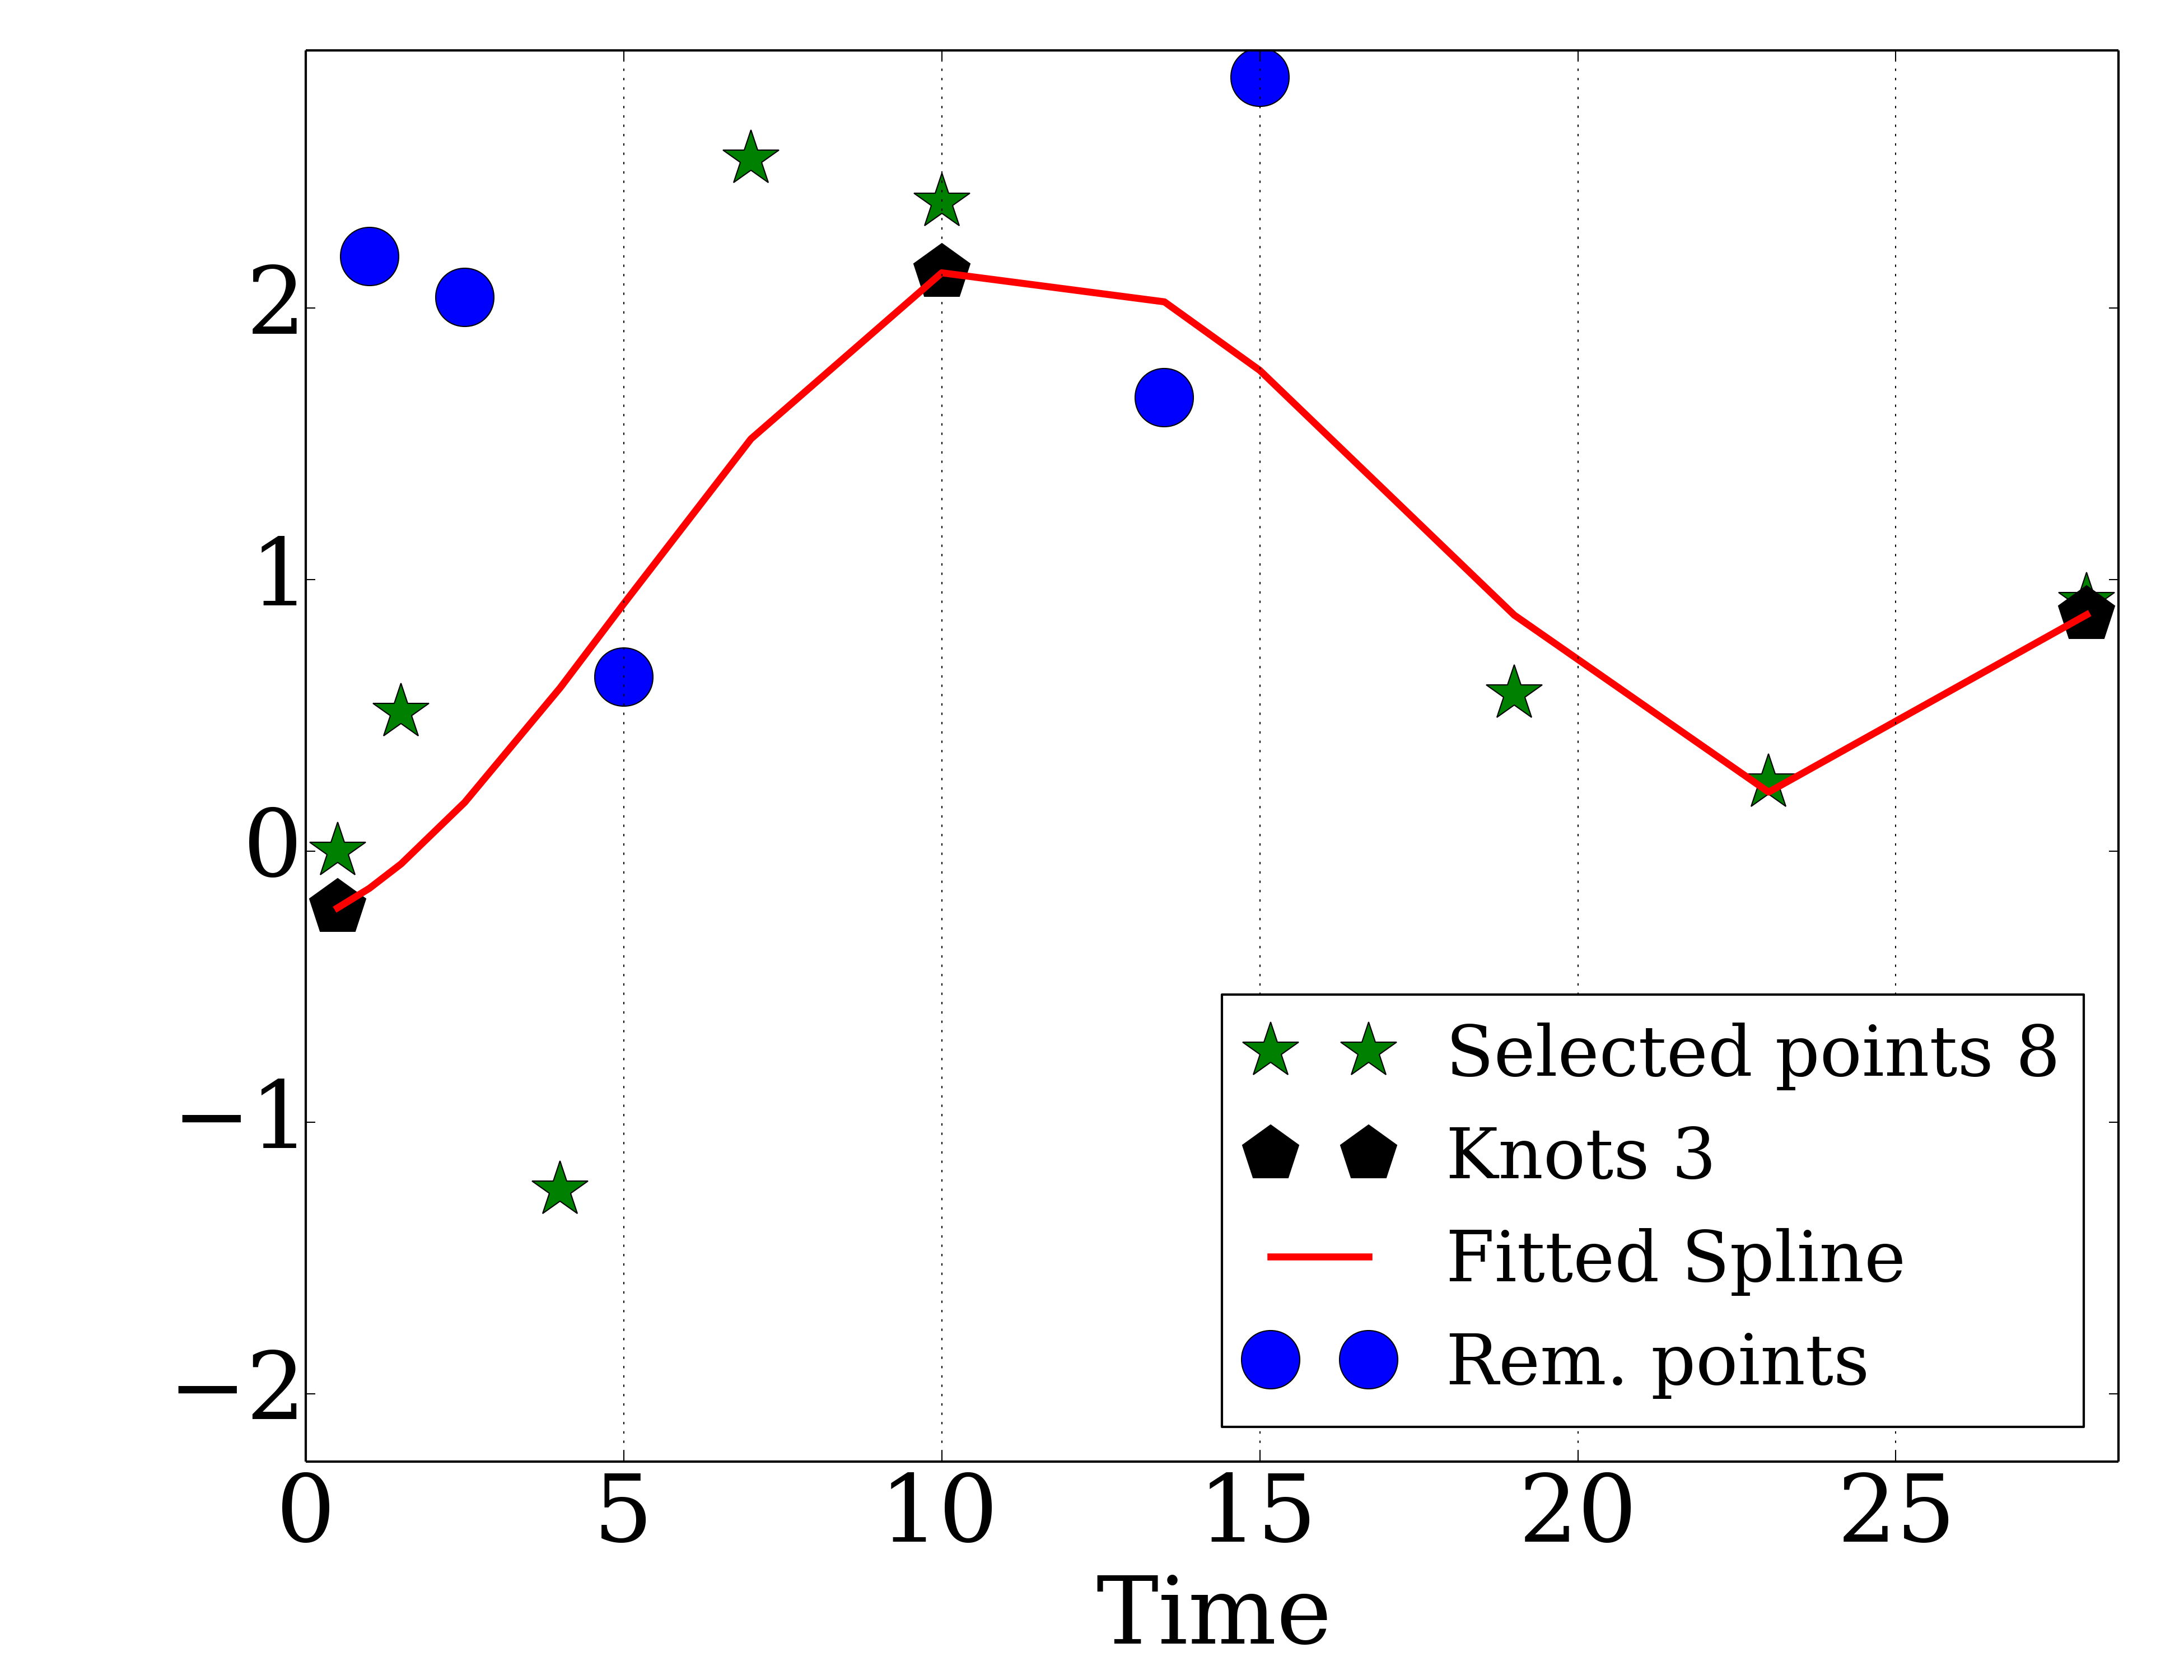 2
1
0
−1
−2
0 5 10 15 20 25
Time
Selected points 8
Knots 3
Fitted Spline
Rem. points